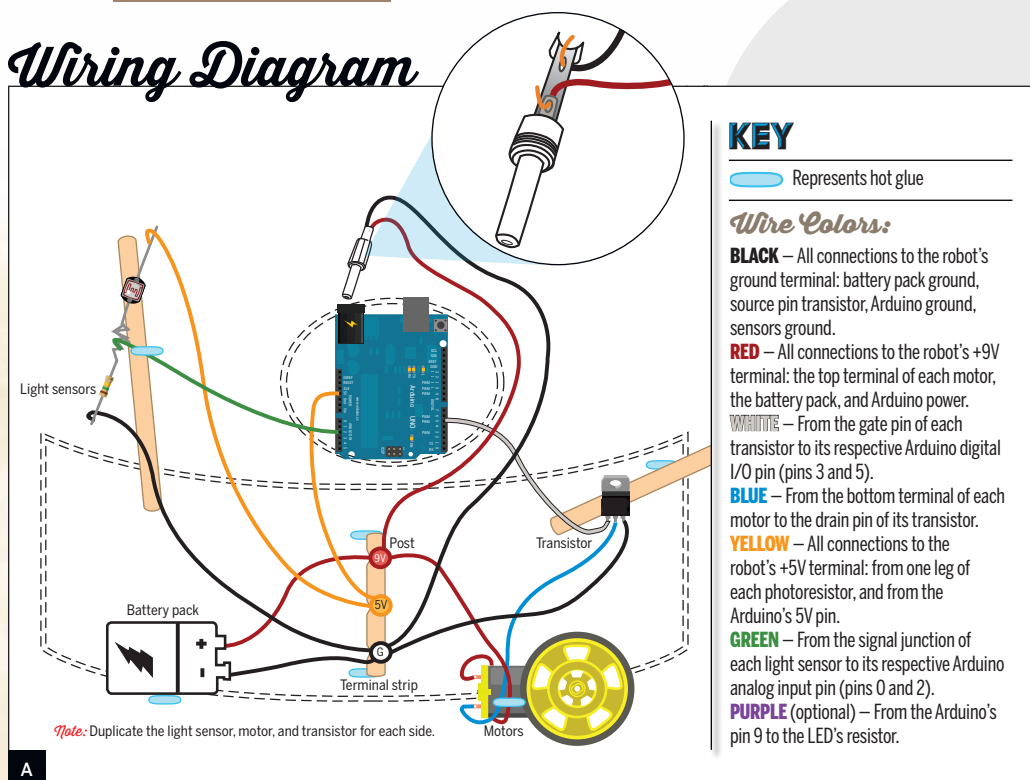 Wiring Diagram
Light sensors
Arduino
UNO
9V
Post
5V
G
Transistor
Battery pack
+
-
Terminal strip
Motors
Note: Duplicate the light sensor, motor, and transistor for each side.
A
KEY
Represents hot glue
Wire Colors:
BLACK – All connections to the robot's
ground terminal: battery pack ground,
source pin transistor, Arduino ground,
sensors ground.
RED – All connections to the robot's +9V
terminal: the top terminal of each motor,
the battery pack, and Arduino power.
WHITE – From the gate pin of each
transistor to its respective Arduino digital
I/O pin (pins 3 and 5).
BLUE – From the bottom terminal of each
motor to the drain pin of its transistor.
YELLOW – All connections to the
robot's +5V terminal: from one leg of
each photoresistor, and from the
Arduino's 5V pin.
GREEN – From the signal junction of
each light sensor to its respective Arduino
analog input pin (pins 0 and 2).
PURPLE (optional) – From the Arduino's
pin 9 to the LED's resistor.